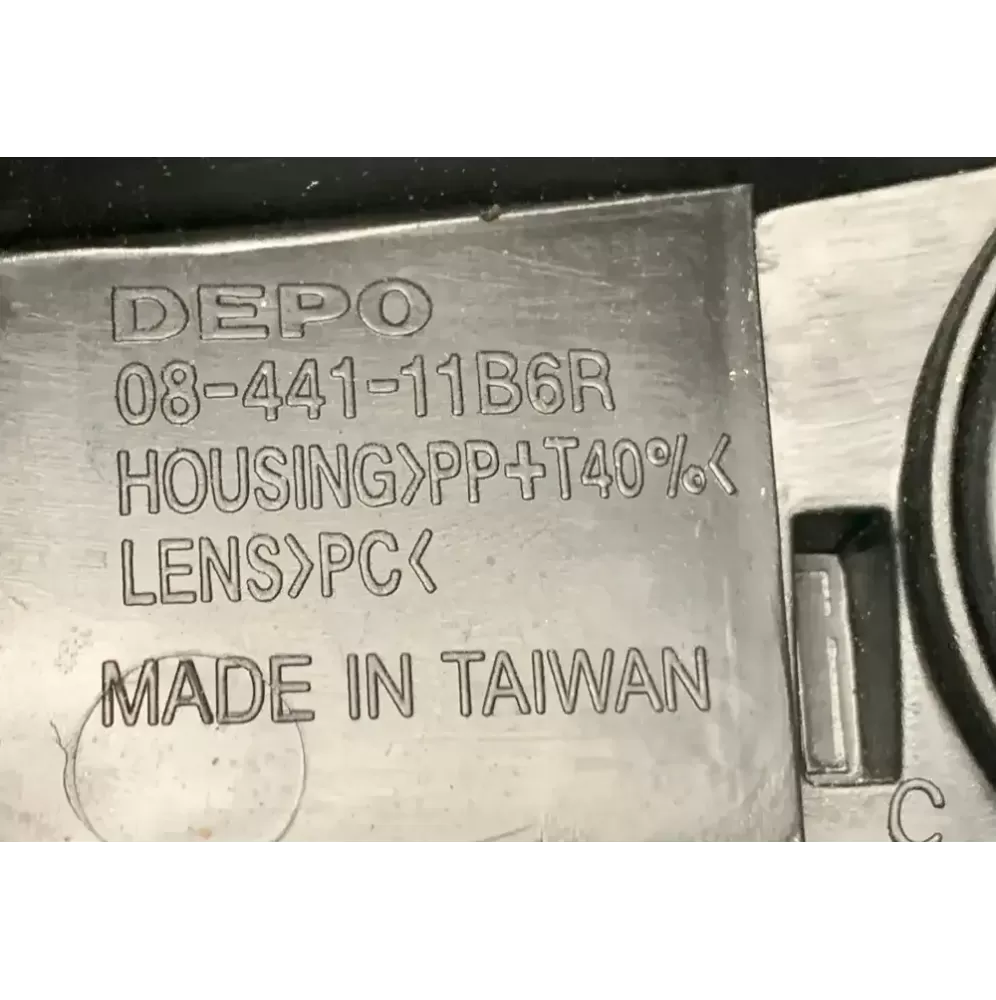 DEPO
08-441-11B6R
HOUSING>PP+T40%<
LENS>PC<
MADE IN TAIWAN
C